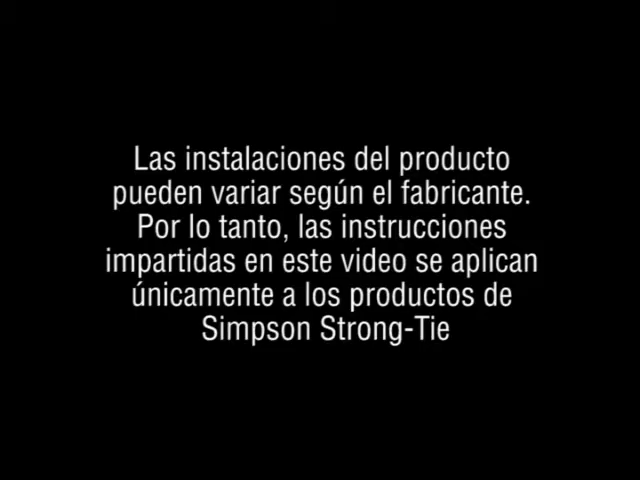 Las instalaciones del producto
pueden variar según el fabricante.
Por lo tanto, las instrucciones
impartidas en este video se aplican
únicamente a los productos de
Simpson Strong-Tie